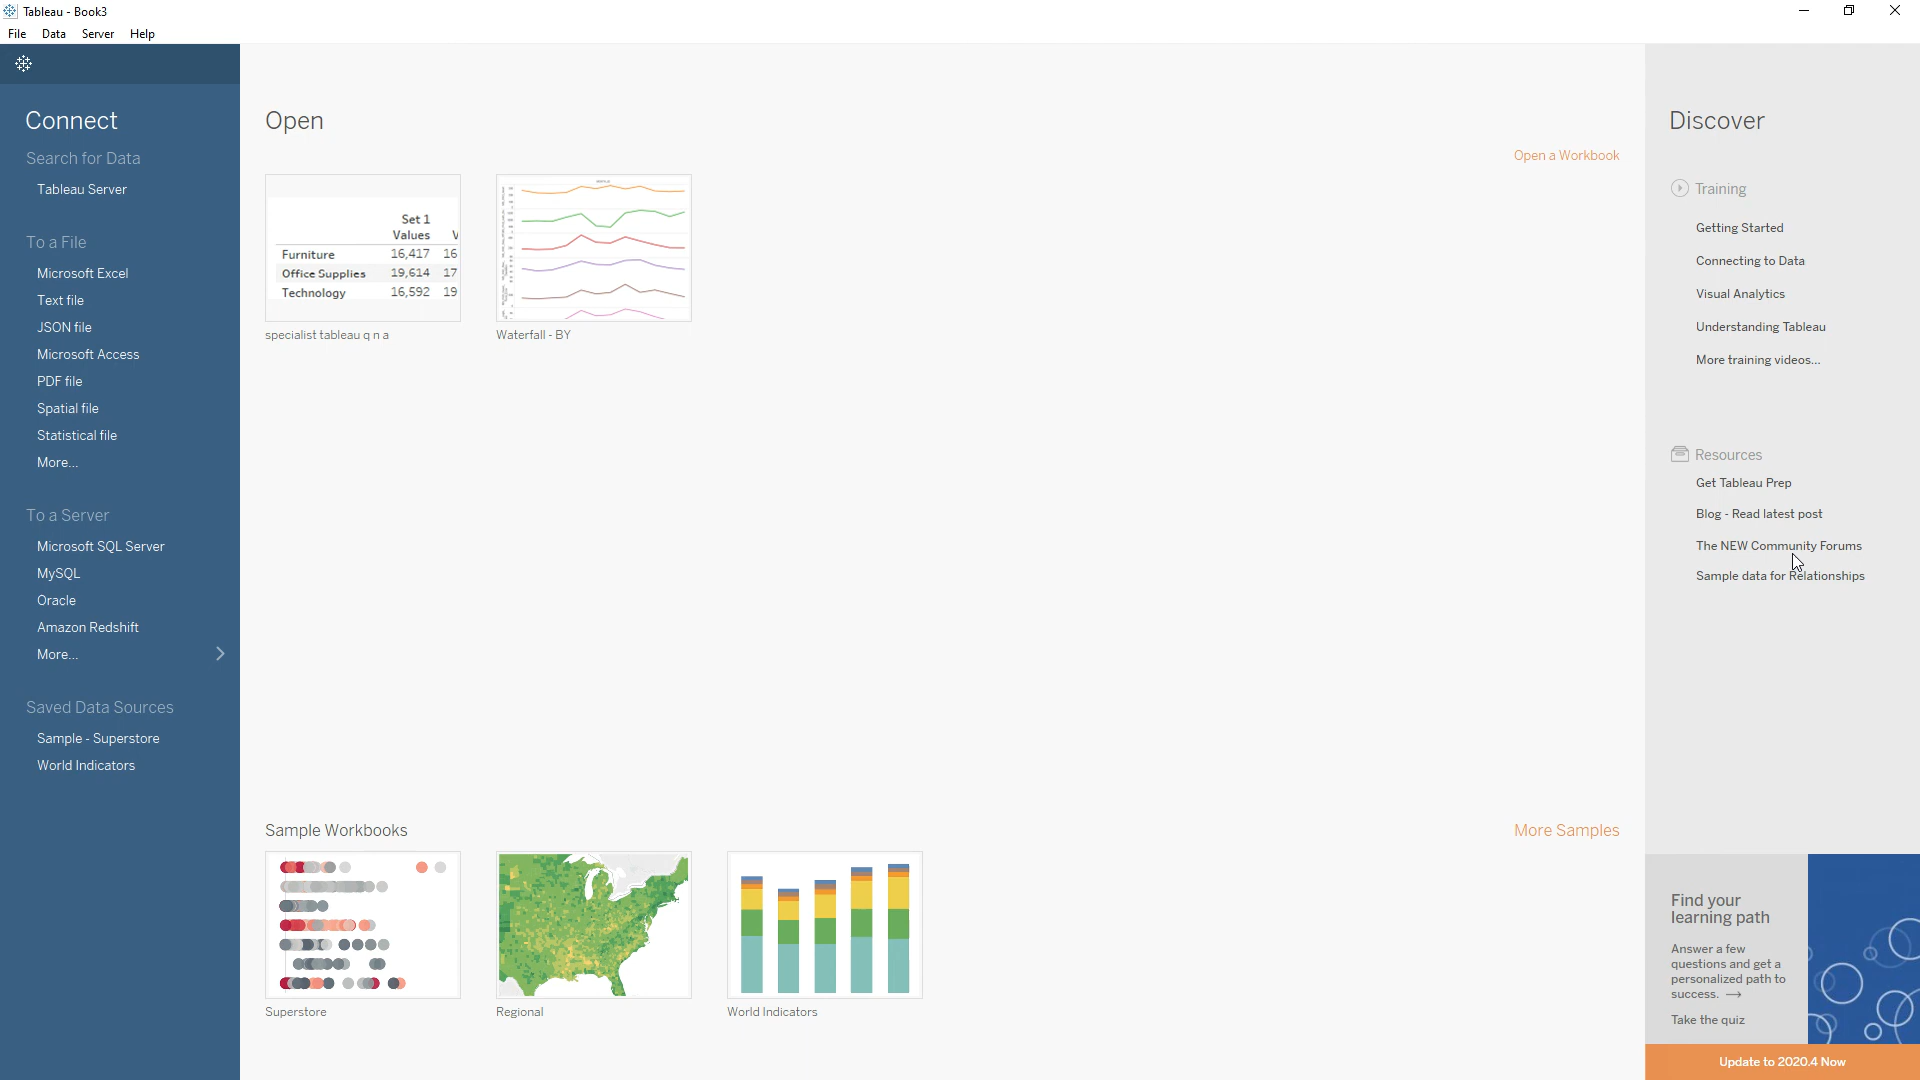 Tableau - Book3
File Data Server Help
Connect
Search for Data
Tableau Server
To a File
Microsoft Excel
Text file
JSON file
Microsoft Access
PDF file
Spatial file
Statistical file
More...
To a Server
Microsoft SQL Server
MySQL
Oracle
Amazon Redshift
More...
Saved Data Sources
Sample - Superstore
World Indicators
Open
Open a Workbook
Set 1
Values V
Furniture 16,417 16
Office Supplies 19,614 17
Technology 16,592 19
specialist tableau q n a
Waterfall - BY
Sample Workbooks
More Samples
Superstore
Regional
World Indicators
Discover
Training
Getting Started
Connecting to Data
Visual Analytics
Understanding Tableau
More training videos...
Resources
Get Tableau Prep
Blog - Read latest post
The NEW Community Forums
Sample data for Relationships
Find your
learning path
Answer a few
questions and get a
personalized path to
success. →
Take the quiz
Update to 2020.4 Now